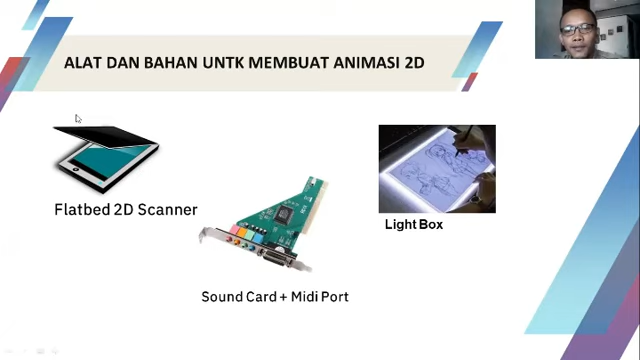 ALAT DAN BAHAN UNTK MEMBUAT ANIMASI 2D
Flatbed 2D Scanner
Light Box
Sound Card + Midi Port